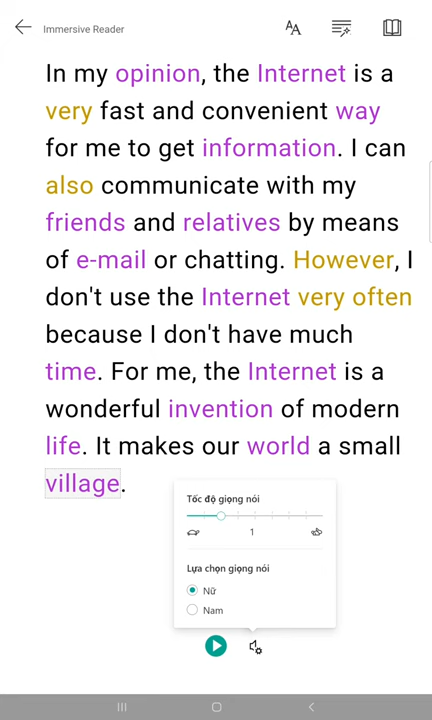 Immersive Reader
In my opinion, the Internet is a
very fast and convenient way
for me to get information. I can
also communicate with my
friends and relatives by means
of e-mail or chatting. However, I
don't use the Internet very often
because I don't have much
time. For me, the Internet is a
wonderful invention of modern
life. It makes our world a small
village.
Tốc độ giọng nói
1
Lựa chọn giọng nói
Nữ
Nam